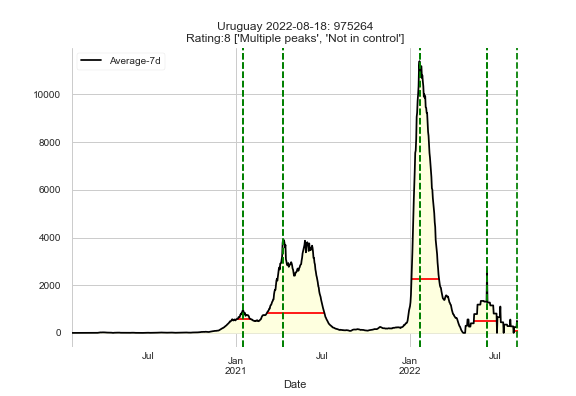 Uruguay 2022-08-18: 975264
Rating:8 ['Multiple peaks', 'Not in control']
Average-7d
10000
8000
6000
4000
2000
0
Jul
Jan
2021
Jul
Jan
2022
Jul
Date